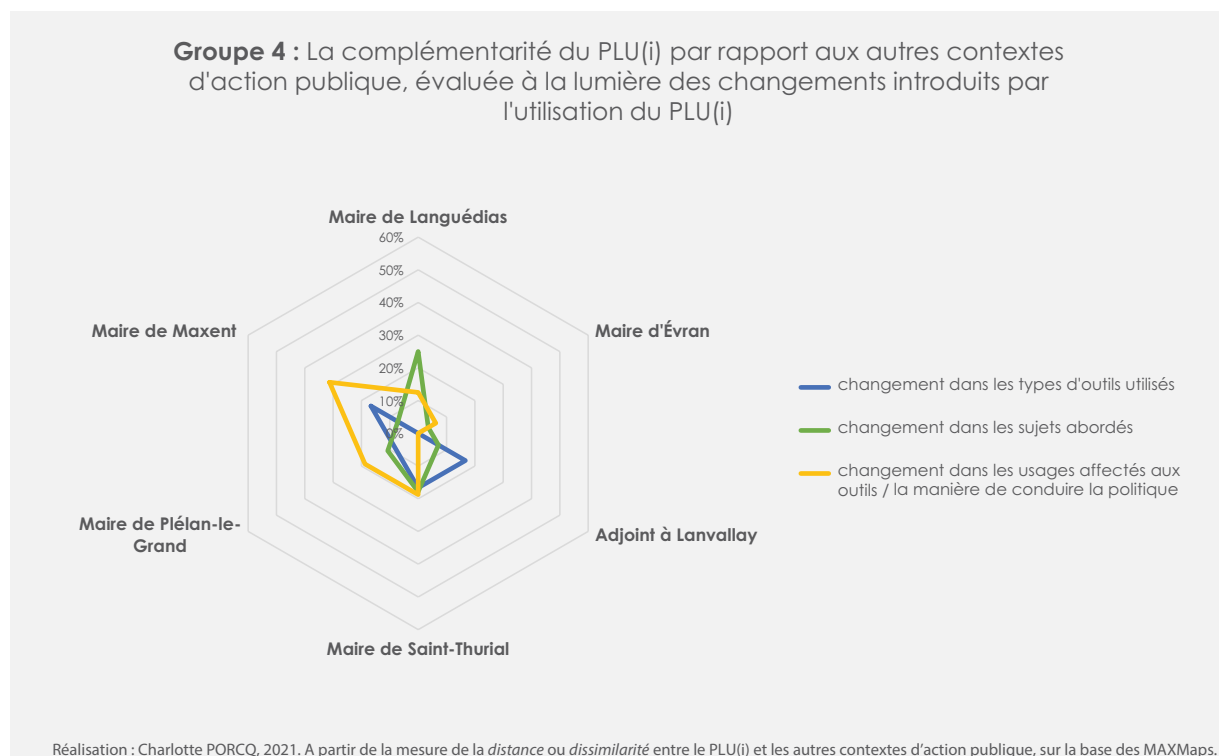 Groupe 4 : La complémentarité du PLU(i) par rapport aux autres contextes
d'action publique, évaluée à la lumière des changements introduits par
l'utilisation du PLU(i)
Maire de Languédias
60%
50%
40%
30%
20%
10%
0%
Maire de Maxent
Maire d'Évran
changement dans les types d'outils utilisés
changement dans les sujets abordés
changement dans les usages affectés aux
outils / la manière de conduire la politique
Maire de Plélan-le-
Grand
Adjoint à Lanvallay
Maire de Saint-Thurial
Réalisation : Charlotte PORCQ, 2021. A partir de la mesure de la distance ou dissimilarité entre le PLU(i) et les autres contextes d'action publique, sur la base des MAXMaps.